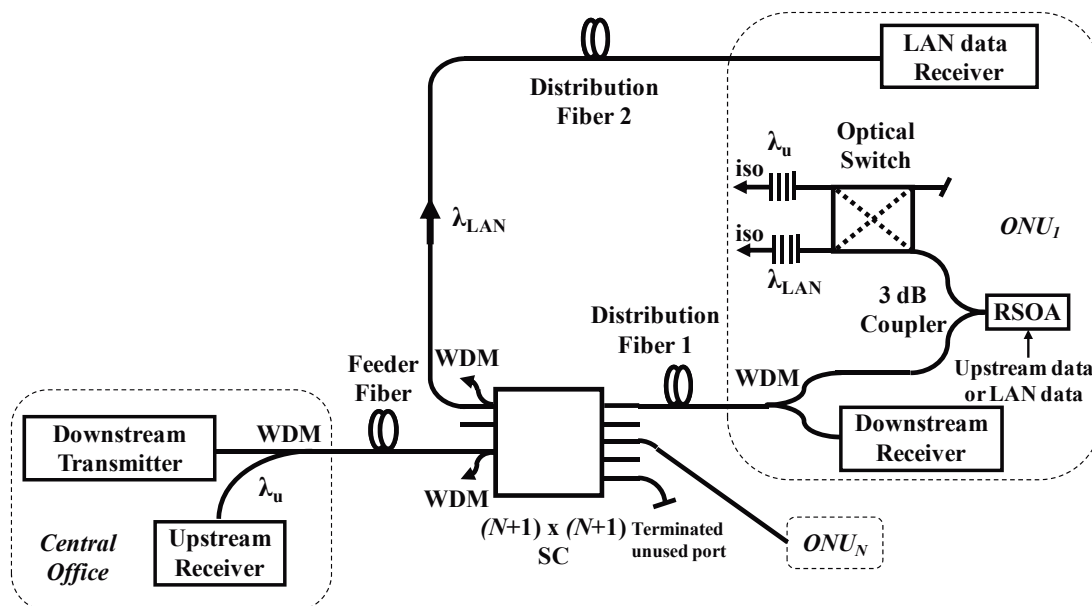 LAN data
Receiver
Distribution
Fiber 2
Optical
Switch
λu
iso
ONU1
λLAN
iso
λLAN
3 dB
Coupler
RSOA
Distribution
Fiber 1
Upstream data
or LAN data
WDM
Feeder
Fiber
WDM
Downstream
Receiver
Downstream
Transmitter
WDM
λu
WDM
(N+1) x (N+1)
SC
Terminated
unused port
ONUN
Central
Office
Upstream
Receiver